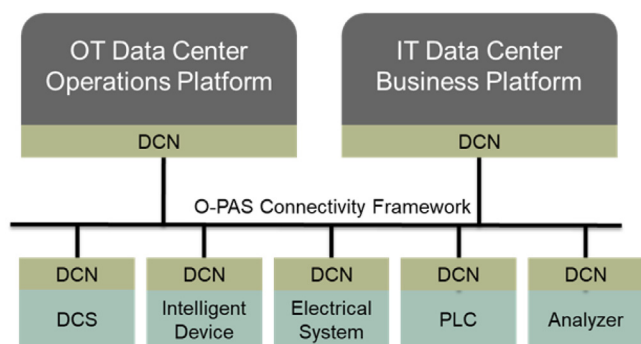 OT Data Center
Operations Platform
DCN
IT Data Center
Business Platform
DCN
O-PAS Connectivity Framework
DCN
DCS
DCN
Intelligent
Device
DCN
Electrical
System
DCN
PLC
DCN
Analyzer